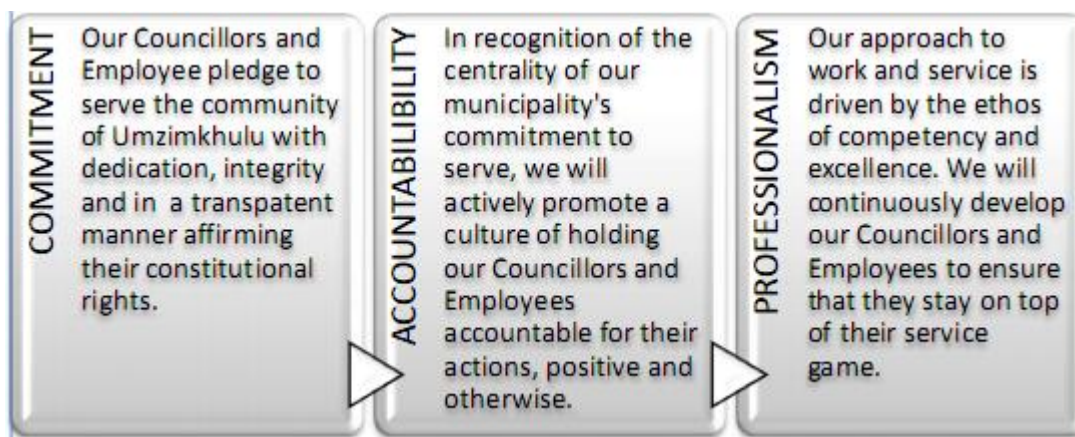 COMMITMENT
Our Councillors and
Employee pledge to
serve the community
of Umzimkhulu with
dedication, integrity
and in a transpatent
manner affirming
their constitutional
rights.
ACCOUNTABILIBILITY
In recognition of the
centrality of our
municipality's
commitment to
serve, we will
actively promote a
culture of holding
our Councillors and
Employees
accountable for their
actions, positive and
otherwise.
PROFESSIONALISM
Our approach to
work and service is
driven by the ethos
of competency and
excellence. We will
continuously develop
our Councillors and
Employees to ensure
that they stay on top
of their service
game.